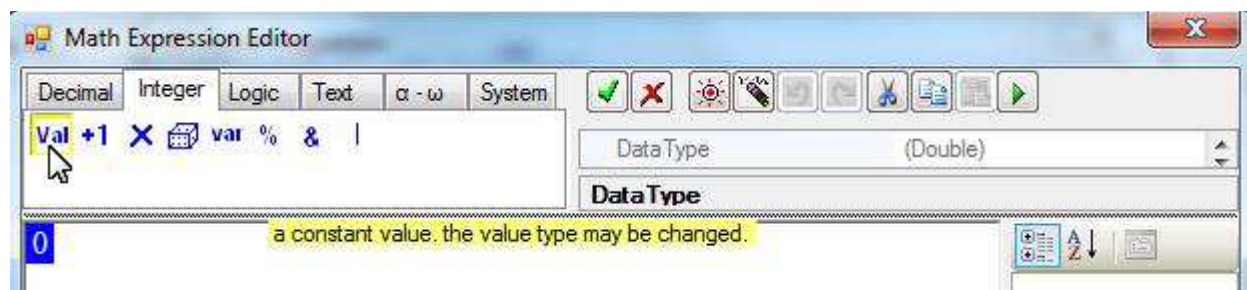 Math Expression Editor
Decimal Integer Logic Text α - ω System
Val +1 X var % & |
DataType (Double)
DataType
0 a constant value. the value type may be changed.
A
Z